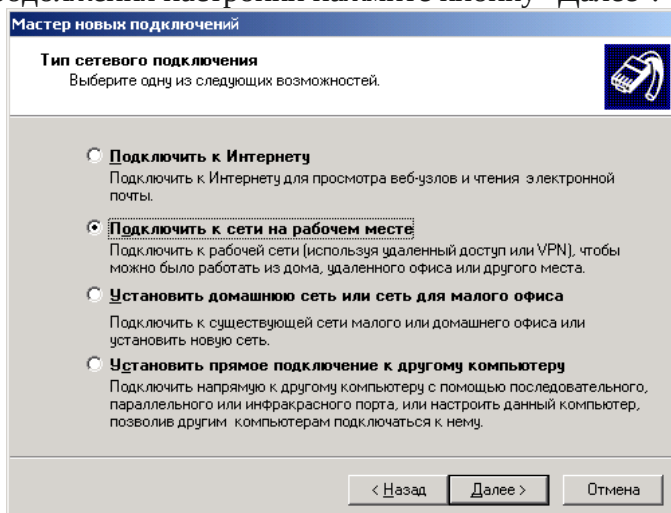 Мастер новых подключений
Тип сетевого подключения
Выберите одну из следующих возможностей.
Подключить к Интернету
Подключить к Интернету для просмотра веб-узлов и чтения электронной
почты.
Подключить к сети на рабочем месте
Подключить к рабочей сети (используя удаленный доступ или VPN), чтобы
можно было работать из дома, удаленного офиса или другого места.
Установить домашнюю сеть или сеть для малого офиса
Подключить к существующей сети малого или домашнего офиса или
установить новую сеть.
Установить прямое подключение к другому компьютеру
Подключить напрямую к другому компьютеру с помощью последовательного,
параллельного или инфракрасного порта, или настроить данный компьютер,
позволив другим компьютерам подключаться к нему.
< Назад Далее > Отмена